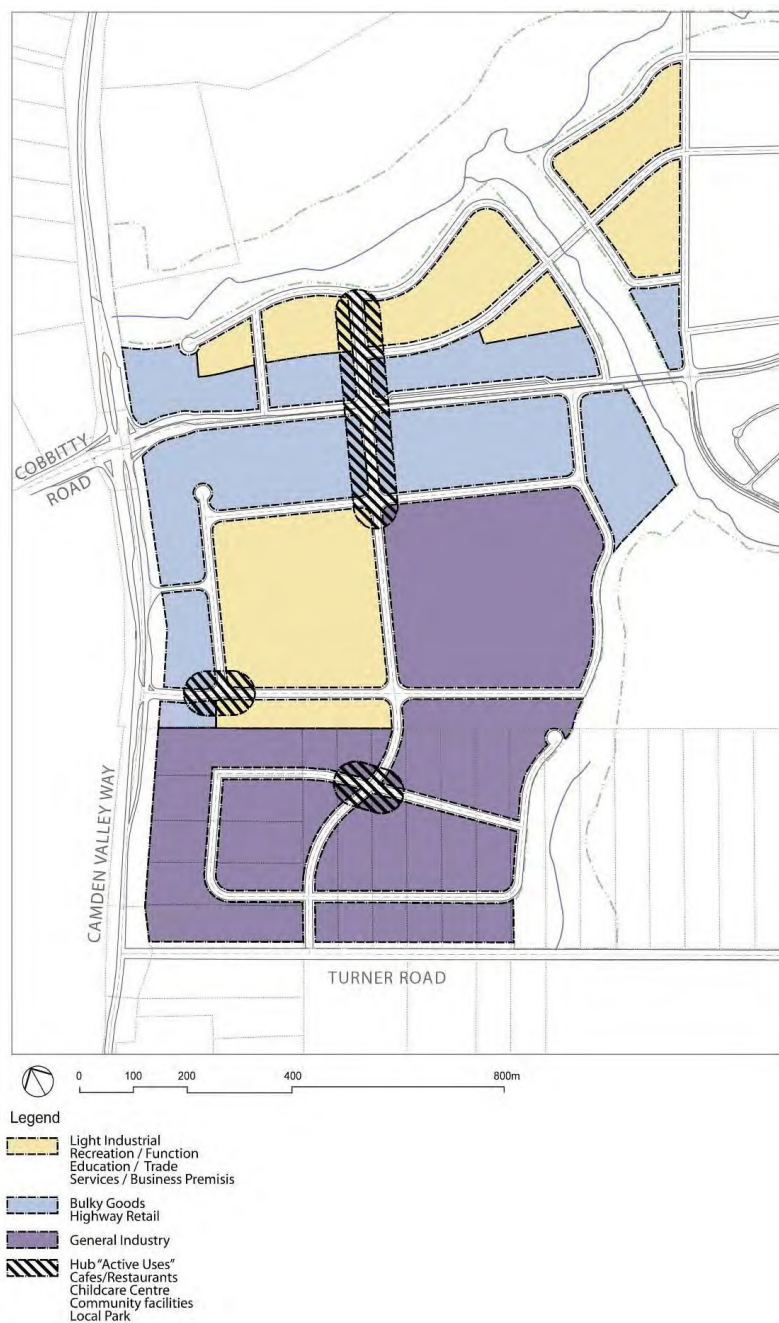 COBBITTY
ROAD
CAMDEN VALLEY WAY
TURNER ROAD
0 100 200 400 800m
Legend
Light Industrial
Recreation / Function
Education / Trade
Services / Business Premisis
Bulky Goods
Highway Retail
General Industry
Hub "Active Uses"
Cafes/Restaurants
Childcare Centre
Community facilities
Local Park